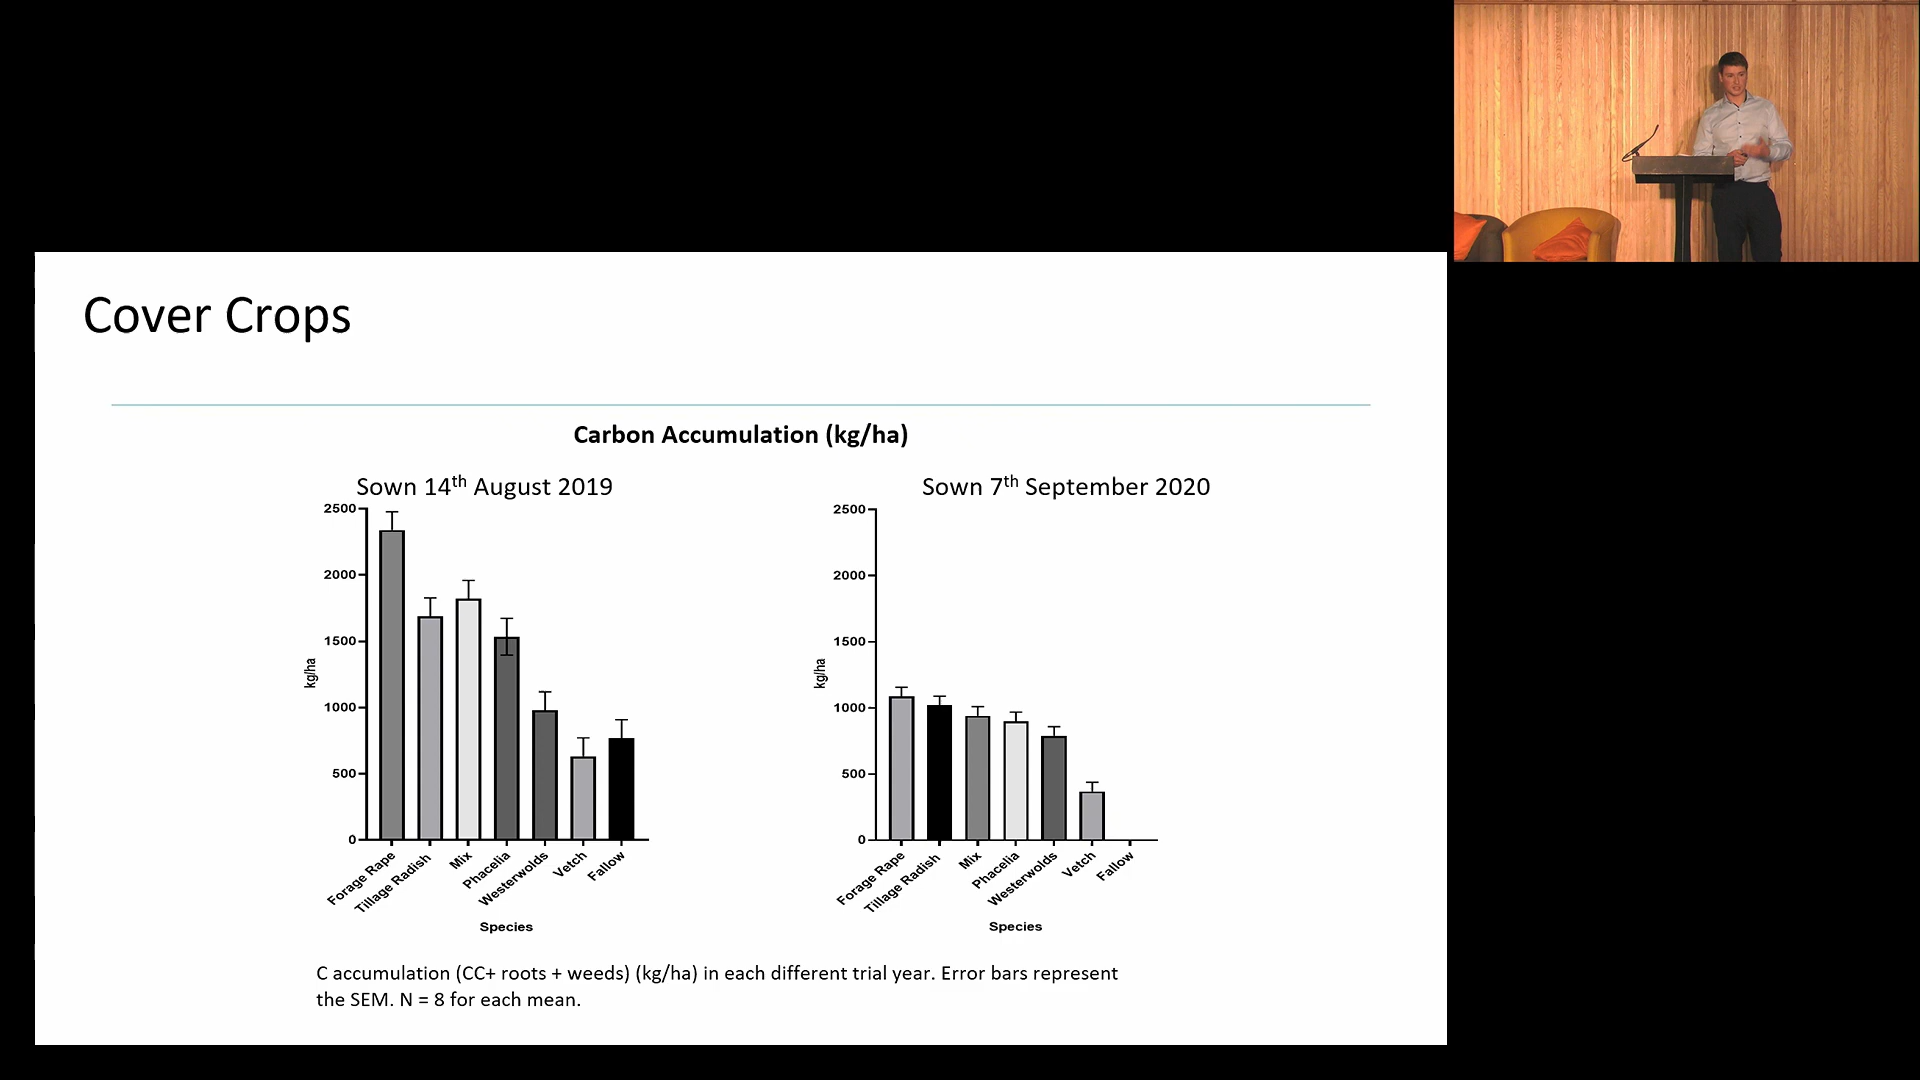 Cover Crops
Carbon Accumulation (kg/ha)
Sown 14th August 2019
2500
2000
1500
1000
500
0
kg/ha
Forage Rape
Tillage Radish
Mix
Phacelia
Westerwolds
Vetch
Fallow
Species
Sown 7th September 2020
2500
2000
1500
1000
500
0
kg/ha
Forage Rape
Tillage Radish
Mix
Phacelia
Westerwolds
Vetch
Fallow
Species
C accumulation (CC+ roots + weeds) (kg/ha) in each different trial year. Error bars represent
the SEM. N = 8 for each mean.